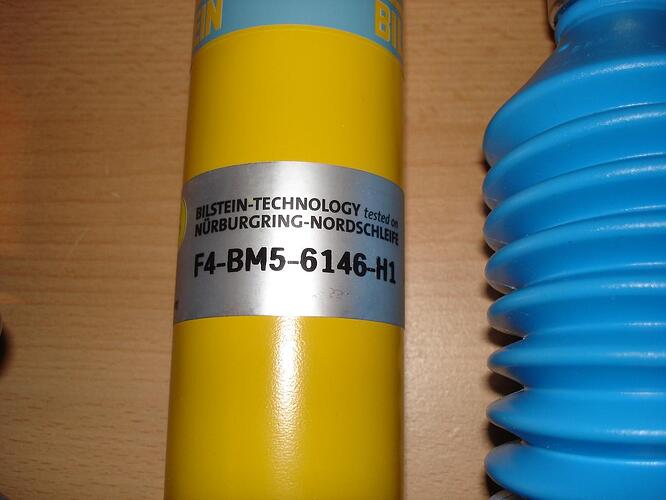 BILSTEIN-TECHNOLOGY tested on
NÜRBURGRING-NORDSCHLEIFE
F4-BM5-6146-H1